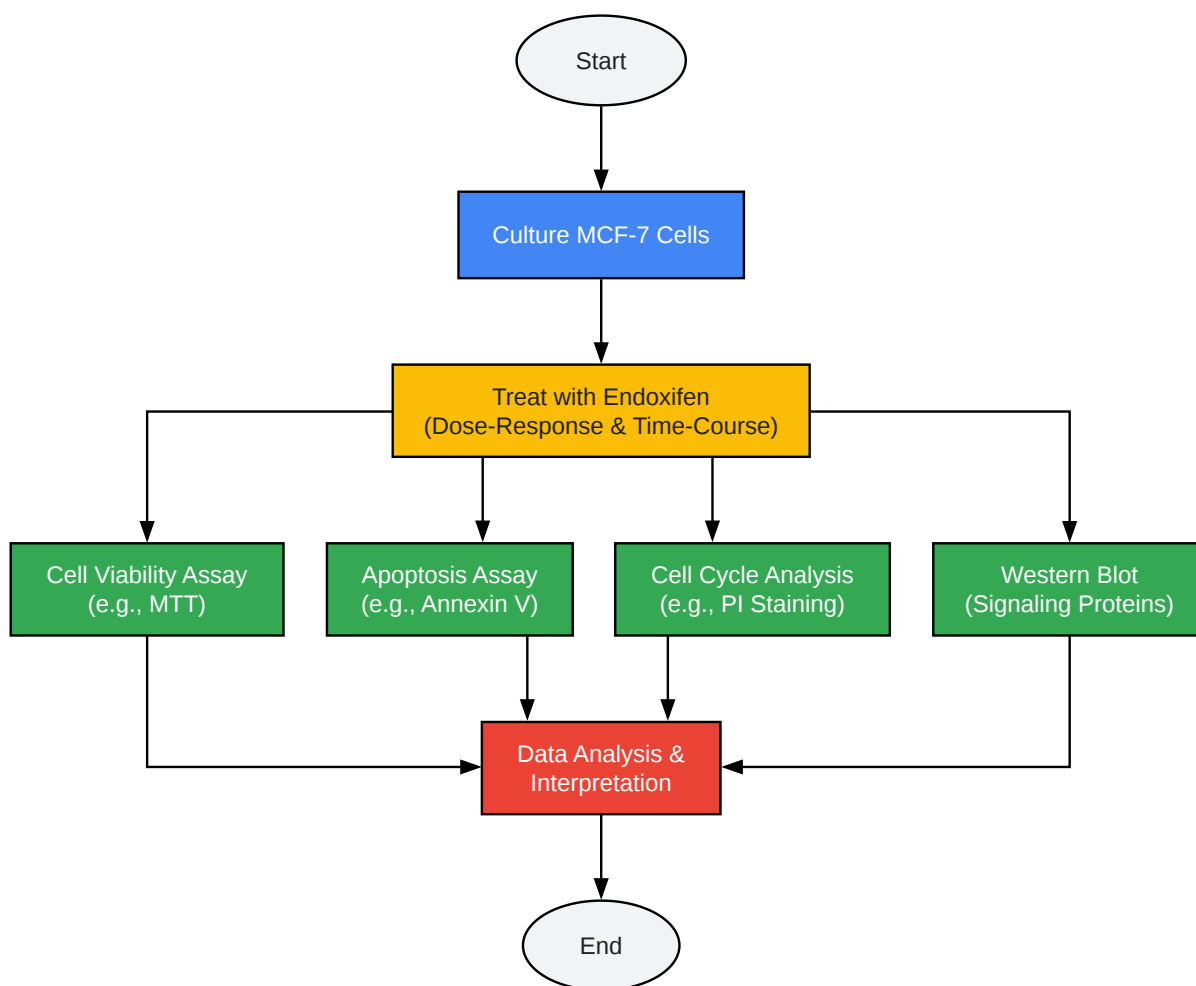 Start
Culture MCF-7 Cells
Treat with Endoxifen
(Dose-Response & Time-Course)
Cell Viability Assay
(e.g., MTT)
Apoptosis Assay
(e.g., Annexin V)
Cell Cycle Analysis
(e.g., PI Staining)
Western Blot
(Signaling Proteins)
Data Analysis &
Interpretation
End